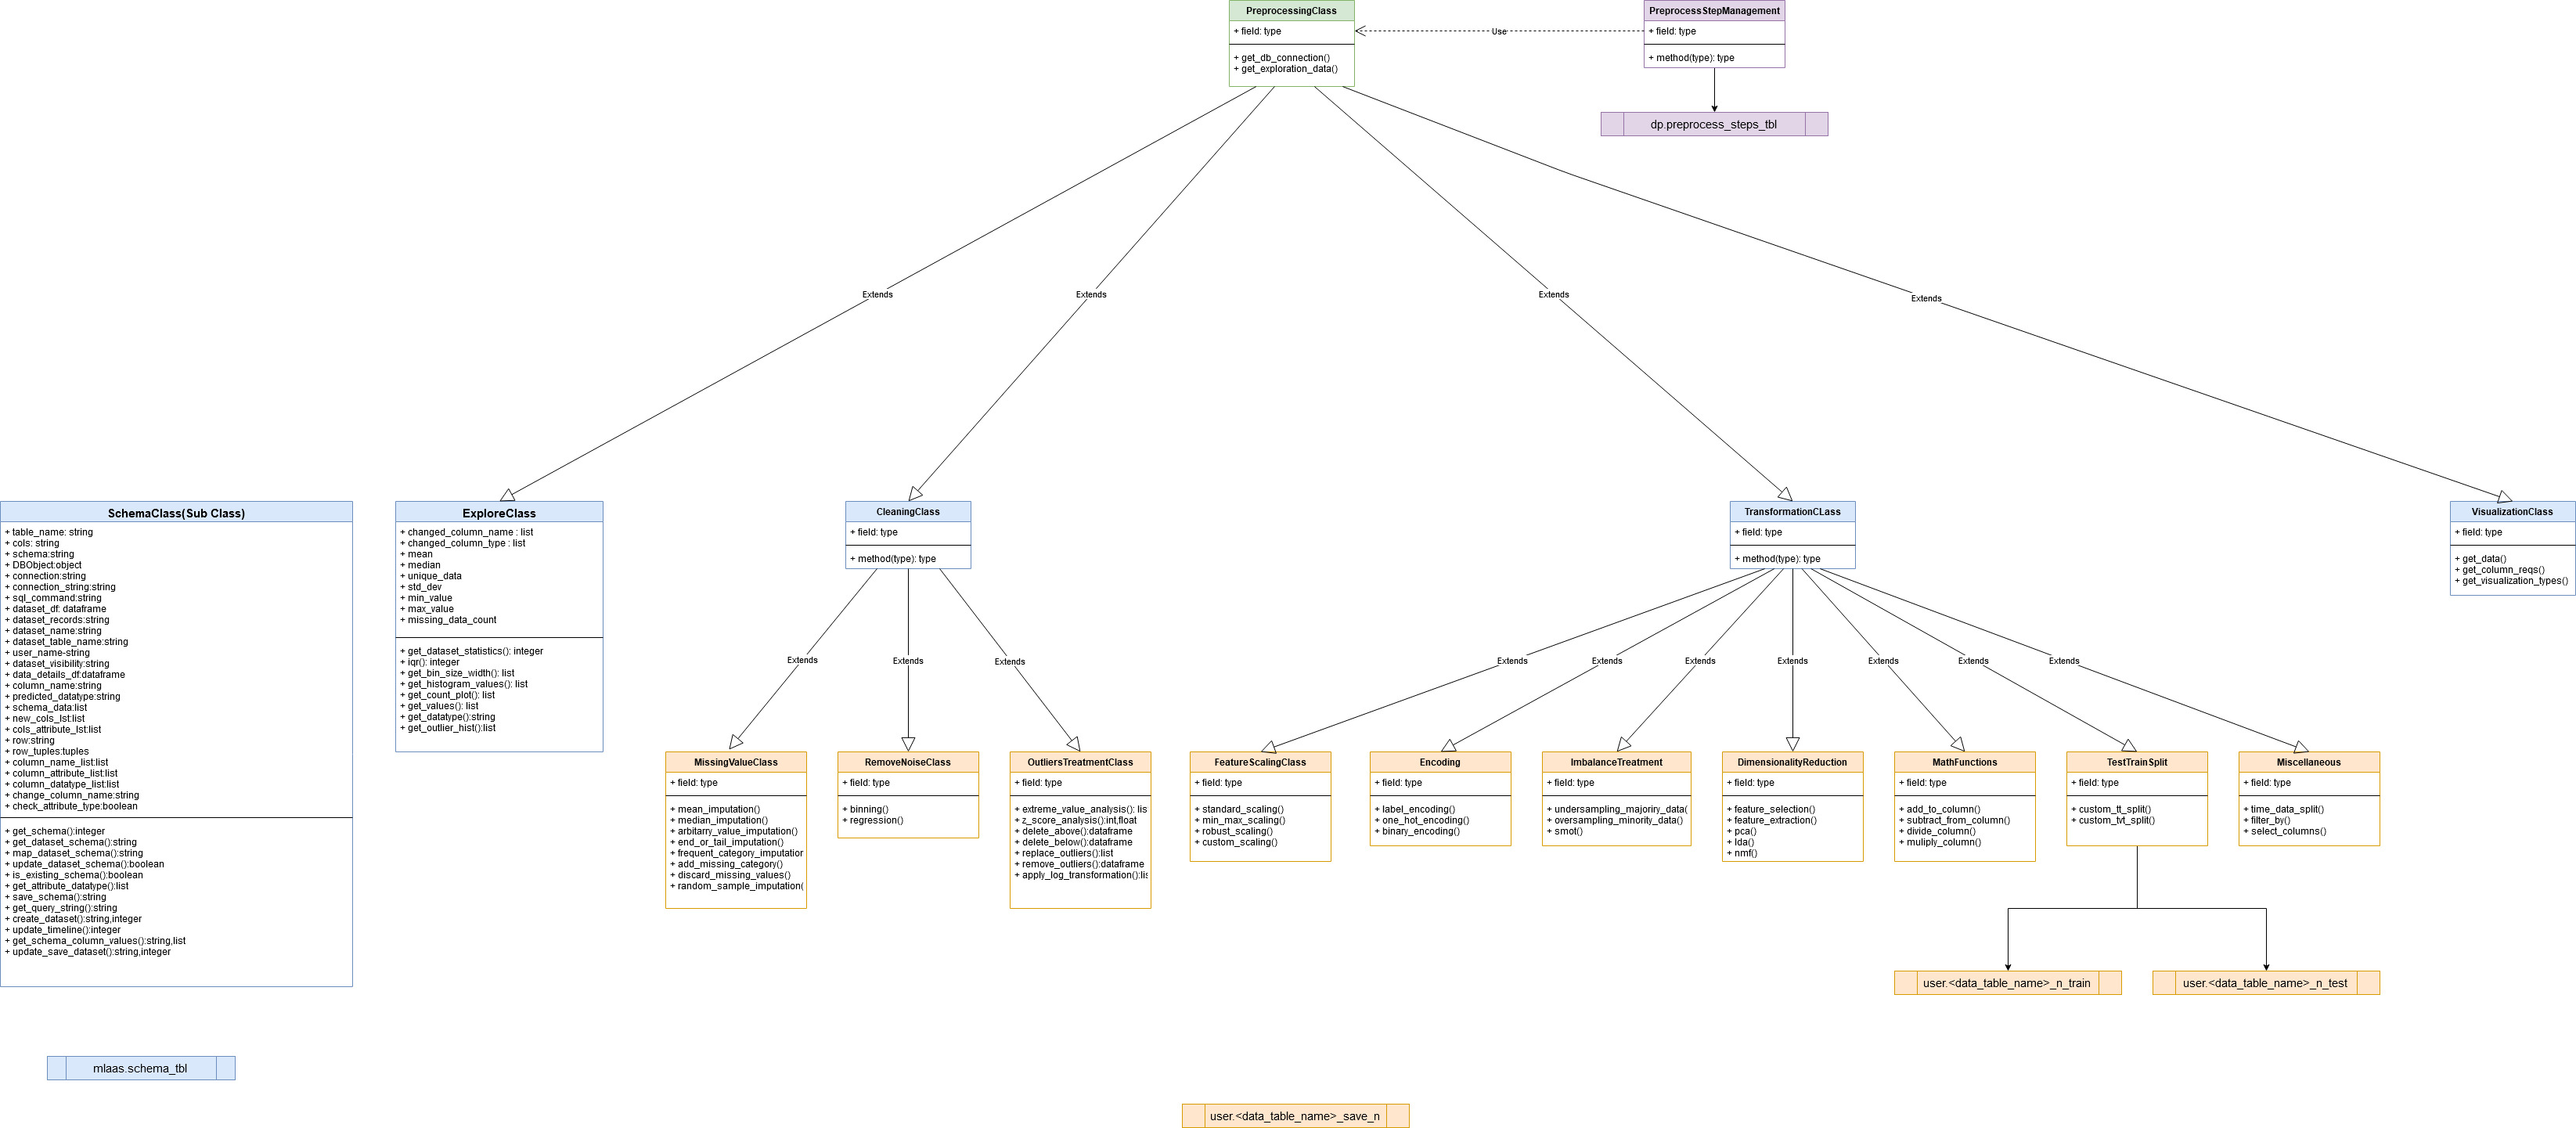 PreprocessingClass
+ field: type
+ get_db_connection()
+ get_exploration_data()
Use
PreprocessStepManagement
+ field: type
+ method(type): type
dp.preprocess_steps_tbl
Extends
Extends
Extends
Extends
SchemaClass(Sub Class)
+ table_name: string
+ cols: string
+ schema:string
+ DBObject:object
+ connection:string
+ connection_string:string
+ sql_command:string
+ dataset_df: dataframe
+ dataset_records:string
+ dataset_name:string
+ dataset_table_name:string
+ user_name-string
+ dataset_visibility:string
+ data_details_df:dataframe
+ column_name:string
+ predicted_datatype:string
+ schema_data:list
+ new_cols_lst:list
+ cols_attribute_lst:list
+ row:string
+ row_tuples:tuples
+ column_name_list:list
+ column_attribute_list:list
+ column_datatype_list:list
+ change_column_name:string
+ check_attribute_type:boolean
+ get_schema():integer
+ get_dataset_schema():string
+ map_dataset_schema():string
+ update_dataset_schema():boolean
+ is_existing_schema():boolean
+ get_attribute_datatype():list
+ save_schema():string
+ get_query_string():string
+ create_dataset():string,integer
+ update_timeline():integer
+ get_schema_column_values():string,list
+ update_save_dataset():string,integer
mlaas.schema_tbl
ExploreClass
+ changed_column_name : list
+ changed_column_type : list
+ mean
+ median
+ unique_data
+ std_dev
+ min_value
+ max_value
+ missing_data_count
+ get_dataset_statistics(): integer
+ iqr(): integer
+ get_bin_size_width(): list
+ get_histogram_values(): list
+ get_count_plot(): list
+ get_values(): list
+ get_datatype():string
+ get_outlier_hist():list
CleaningClass
+ field: type
+ method(type): type
Extends
Extends
Extends
MissingValueClass
+ field: type
+ mean_imputation()
+ median_imputation()
+ arbitarry_value_imputation()
+ end_or_tail_imputation()
+ frequent_category_imputation
+ add_missing_category()
+ discard_missing_values()
+ random_sample_imputation(
RemoveNoiseClass
+ field: type
+ binning()
+ regression()
OutliersTreatmentClass
+ field: type
+ extreme_value_analysis(): lis
+ z_score_analysis():int,float
+ delete_above():dataframe
+ delete_below():dataframe
+ replace_outliers():list
+ remove_outliers():dataframe
+ apply_log_transformation():lis
TransformationCLass
+ field: type
+ method(type): type
Extends
Extends
Extends
Extends
Extends
Extends
Extends
FeatureScalingClass
+ field: type
+ standard_scaling()
+ min_max_scaling()
+ robust_scaling()
+ custom_scaling()
Encoding
+ field: type
+ label_encoding()
+ one_hot_encoding()
+ binary_encoding()
ImbalanceTreatment
+ field: type
+ undersampling_majoriry_data(
+ oversampling_minority_data()
+ smot()
DimensionalityReduction
+ field: type
+ feature_selection()
+ feature_extraction()
+ pca()
+ lda()
+ nmf()
MathFunctions
+ field: type
+ add_to_column()
+ subtract_from_column()
+ divide_column()
+ muliply_column()
TestTrainSplit
+ field: type
+ custom_tt_split()
+ custom_tvt_split()
Miscellaneous
+ field: type
+ time_data_split()
+ filter_by()
+ select_columns()
VisualizationClass
+ field: type
+ get_data()
+ get_column_reqs()
+ get_visualization_types()
user.<data_table_name>_n_train
user.<data_table_name>_n_test
user.<data_table_name>_save_n